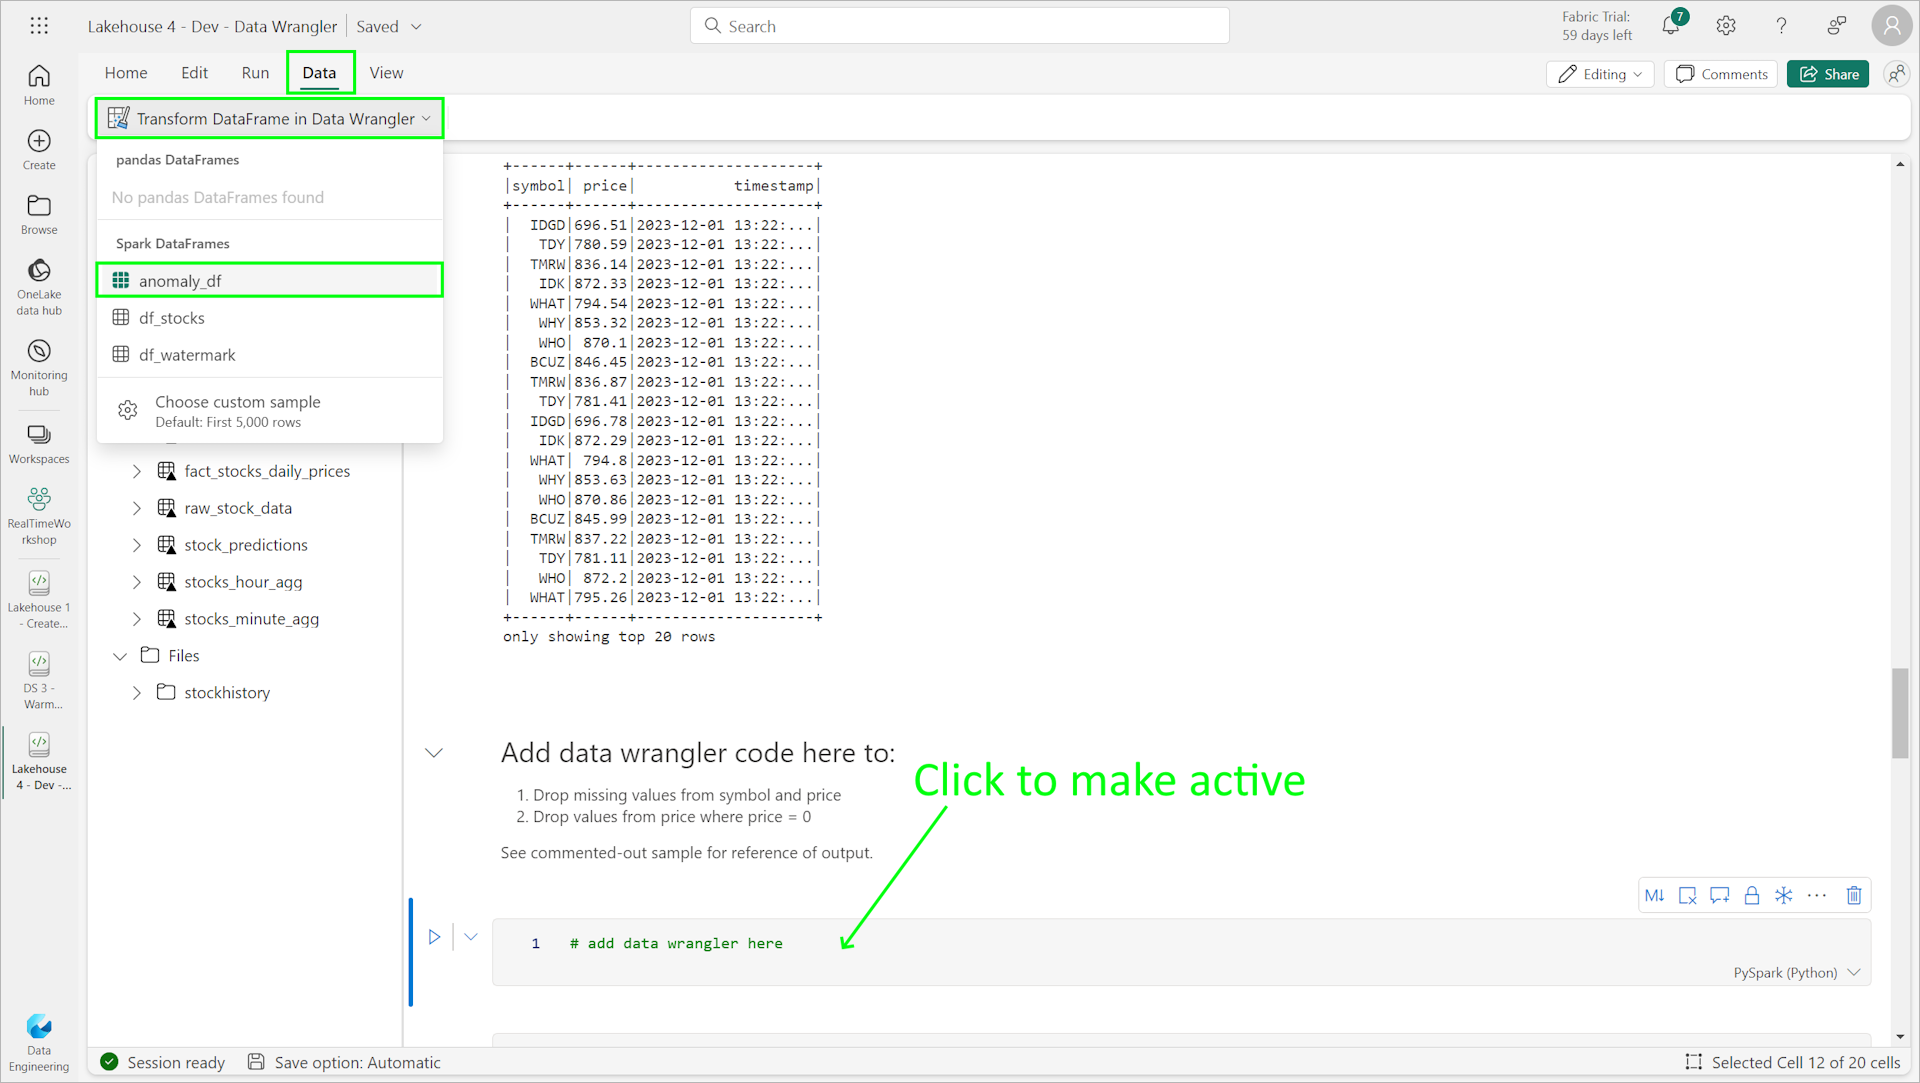 Lakehouse 4 - Dev - Data Wrangler
Saved
Search
Fabric Trial:
59 days left
7
Home
Edit
Run
Data
View
Editing
Comments
Share
Home
Create
Browse
OneLake
data hub
Monitoring
hub
Workspaces
RealTimeWo
rkshop
Lakehouse 1
- Create...
DS 3 -
Warm...
Lakehouse
4 - Dev -...
Data
Engineering
Transform DataFrame in Data Wrangler
pandas DataFrames
No pandas DataFrames found
Spark DataFrames
anomaly_df
df_stocks
df_watermark
Choose custom sample
Default: First 5,000 rows
fact_stocks_daily_prices
raw_stock_data
stock_predictions
stocks_hour_agg
stocks_minute_agg
Files
stockhistory
+------+------+--------------------+
|symbol| price|           timestamp|
+------+------+--------------------+
|  IDGD|696.51|2023-12-01 13:22:...|
|   TDY|780.59|2023-12-01 13:22:...|
|  TMRW|836.14|2023-12-01 13:22:...|
|   IDK|872.33|2023-12-01 13:22:...|
|  WHAT|794.54|2023-12-01 13:22:...|
|   WHY|853.32|2023-12-01 13:22:...|
|   WHO| 870.1|2023-12-01 13:22:...|
|  BCUZ|846.45|2023-12-01 13:22:...|
|  TMRW|836.87|2023-12-01 13:22:...|
|   TDY|781.41|2023-12-01 13:22:...|
|  IDGD|696.78|2023-12-01 13:22:...|
|   IDK|872.29|2023-12-01 13:22:...|
|  WHAT| 794.8|2023-12-01 13:22:...|
|   WHY|853.63|2023-12-01 13:22:...|
|   WHO|870.86|2023-12-01 13:22:...|
|  BCUZ|845.99|2023-12-01 13:22:...|
|  TMRW|837.22|2023-12-01 13:22:...|
|   TDY|781.11|2023-12-01 13:22:...|
|   WHO| 872.2|2023-12-01 13:22:...|
|  WHAT|795.26|2023-12-01 13:22:...|
+------+------+--------------------+
only showing top 20 rows
Add data wrangler code here to:
1. Drop missing values from symbol and price
2. Drop values from price where price = 0
See commented-out sample for reference of output.
Click to make active
M↓
1 # add data wrangler here
PySpark (Python)
Session ready
Save option: Automatic
Selected Cell 12 of 20 cells